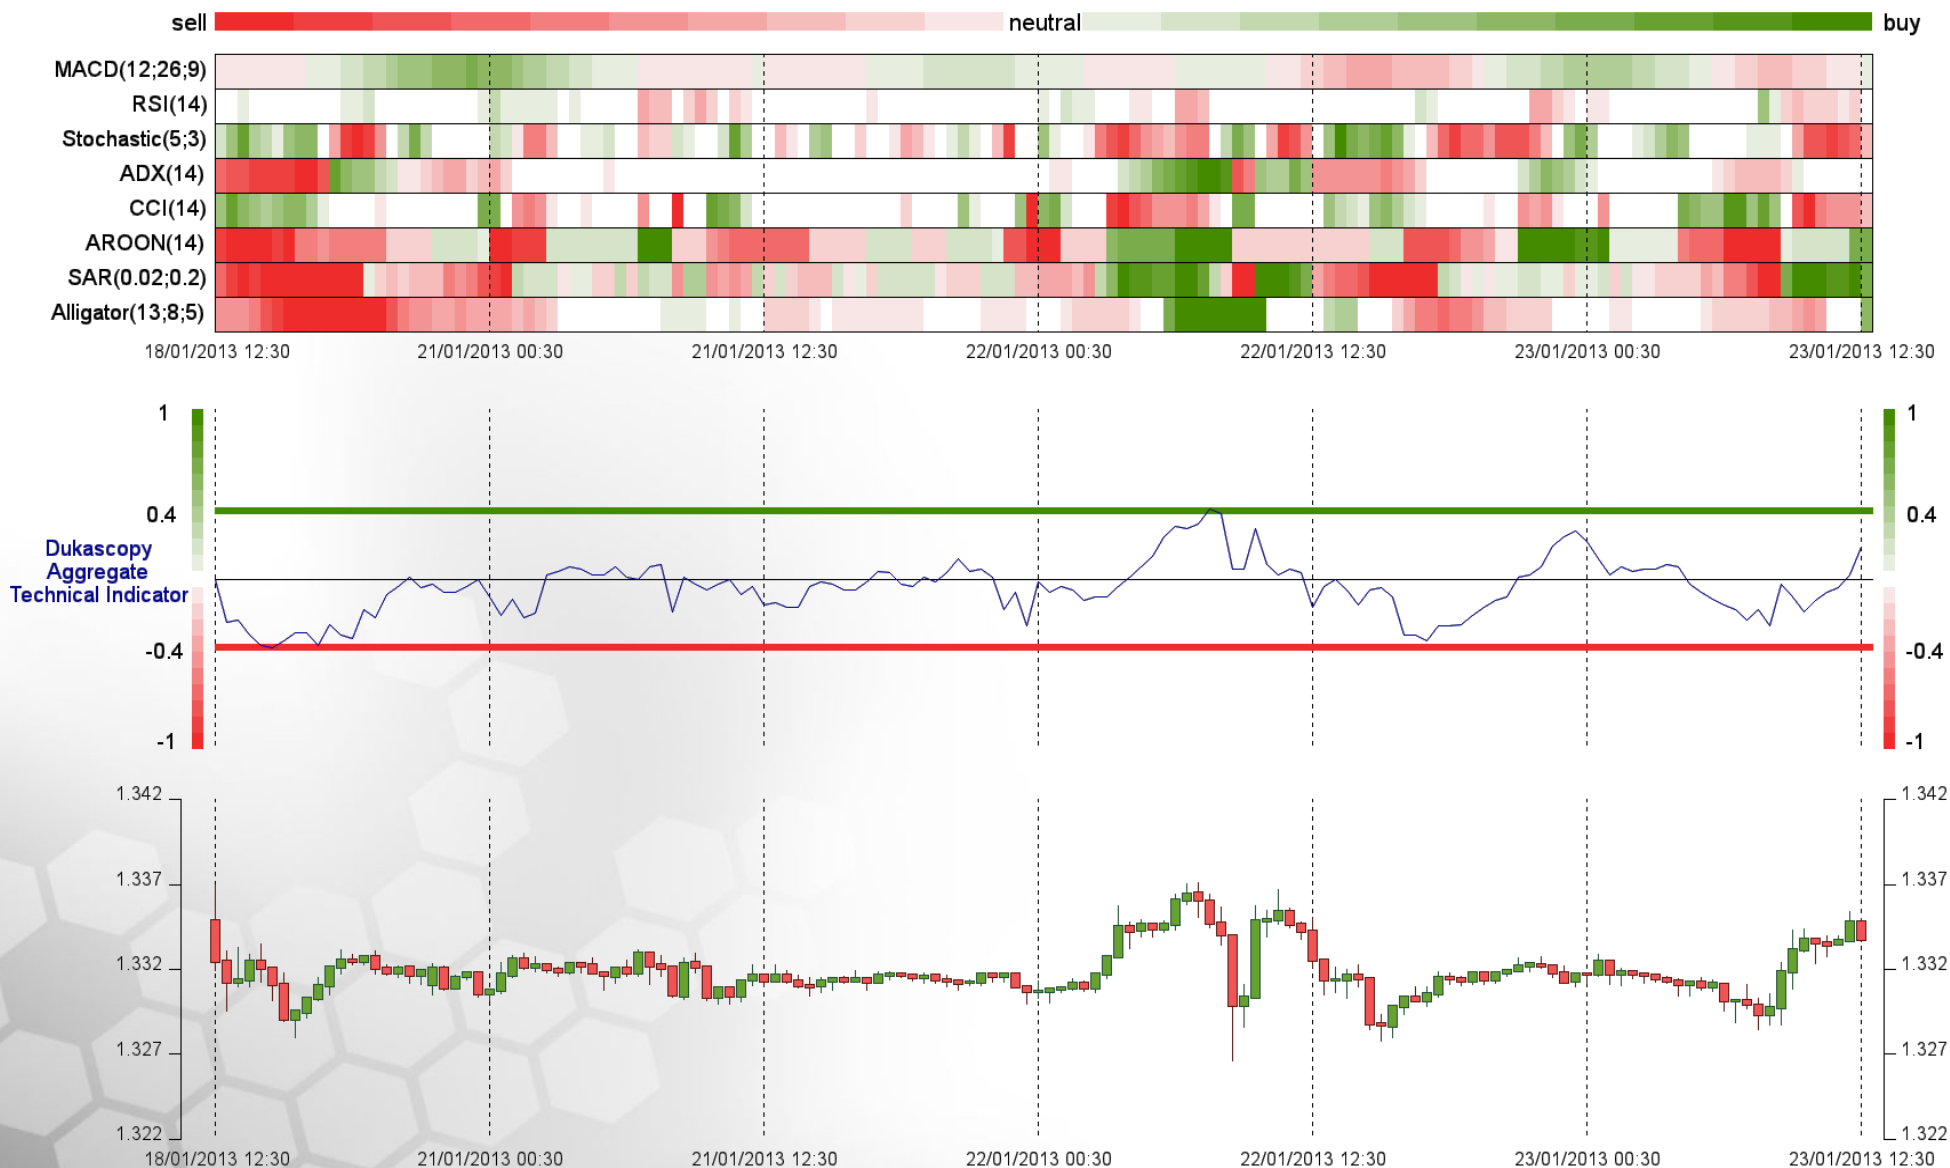 sell neutral buy
MACD(12;26;9)
RSI(14)
Stochastic(5;3)
ADX(14)
CCI(14)
AROON(14)
SAR(0.02;0.2)
Alligator(13;8;5)
18/01/2013 12:30 21/01/2013 00:30 21/01/2013 12:30 22/01/2013 00:30 22/01/2013 12:30 23/01/2013 00:30 23/01/2013 12:30
1 1
0.4 0.4
Dukascopy
Aggregate
Technical Indicator
-0.4 -0.4
-1 -1
1.342 1.342
1.337 1.337
1.332 1.332
1.327 1.327
1.322 1.322
18/01/2013 12:30 21/01/2013 00:30 21/01/2013 12:30 22/01/2013 00:30 22/01/2013 12:30 23/01/2013 00:30 23/01/2013 12:30